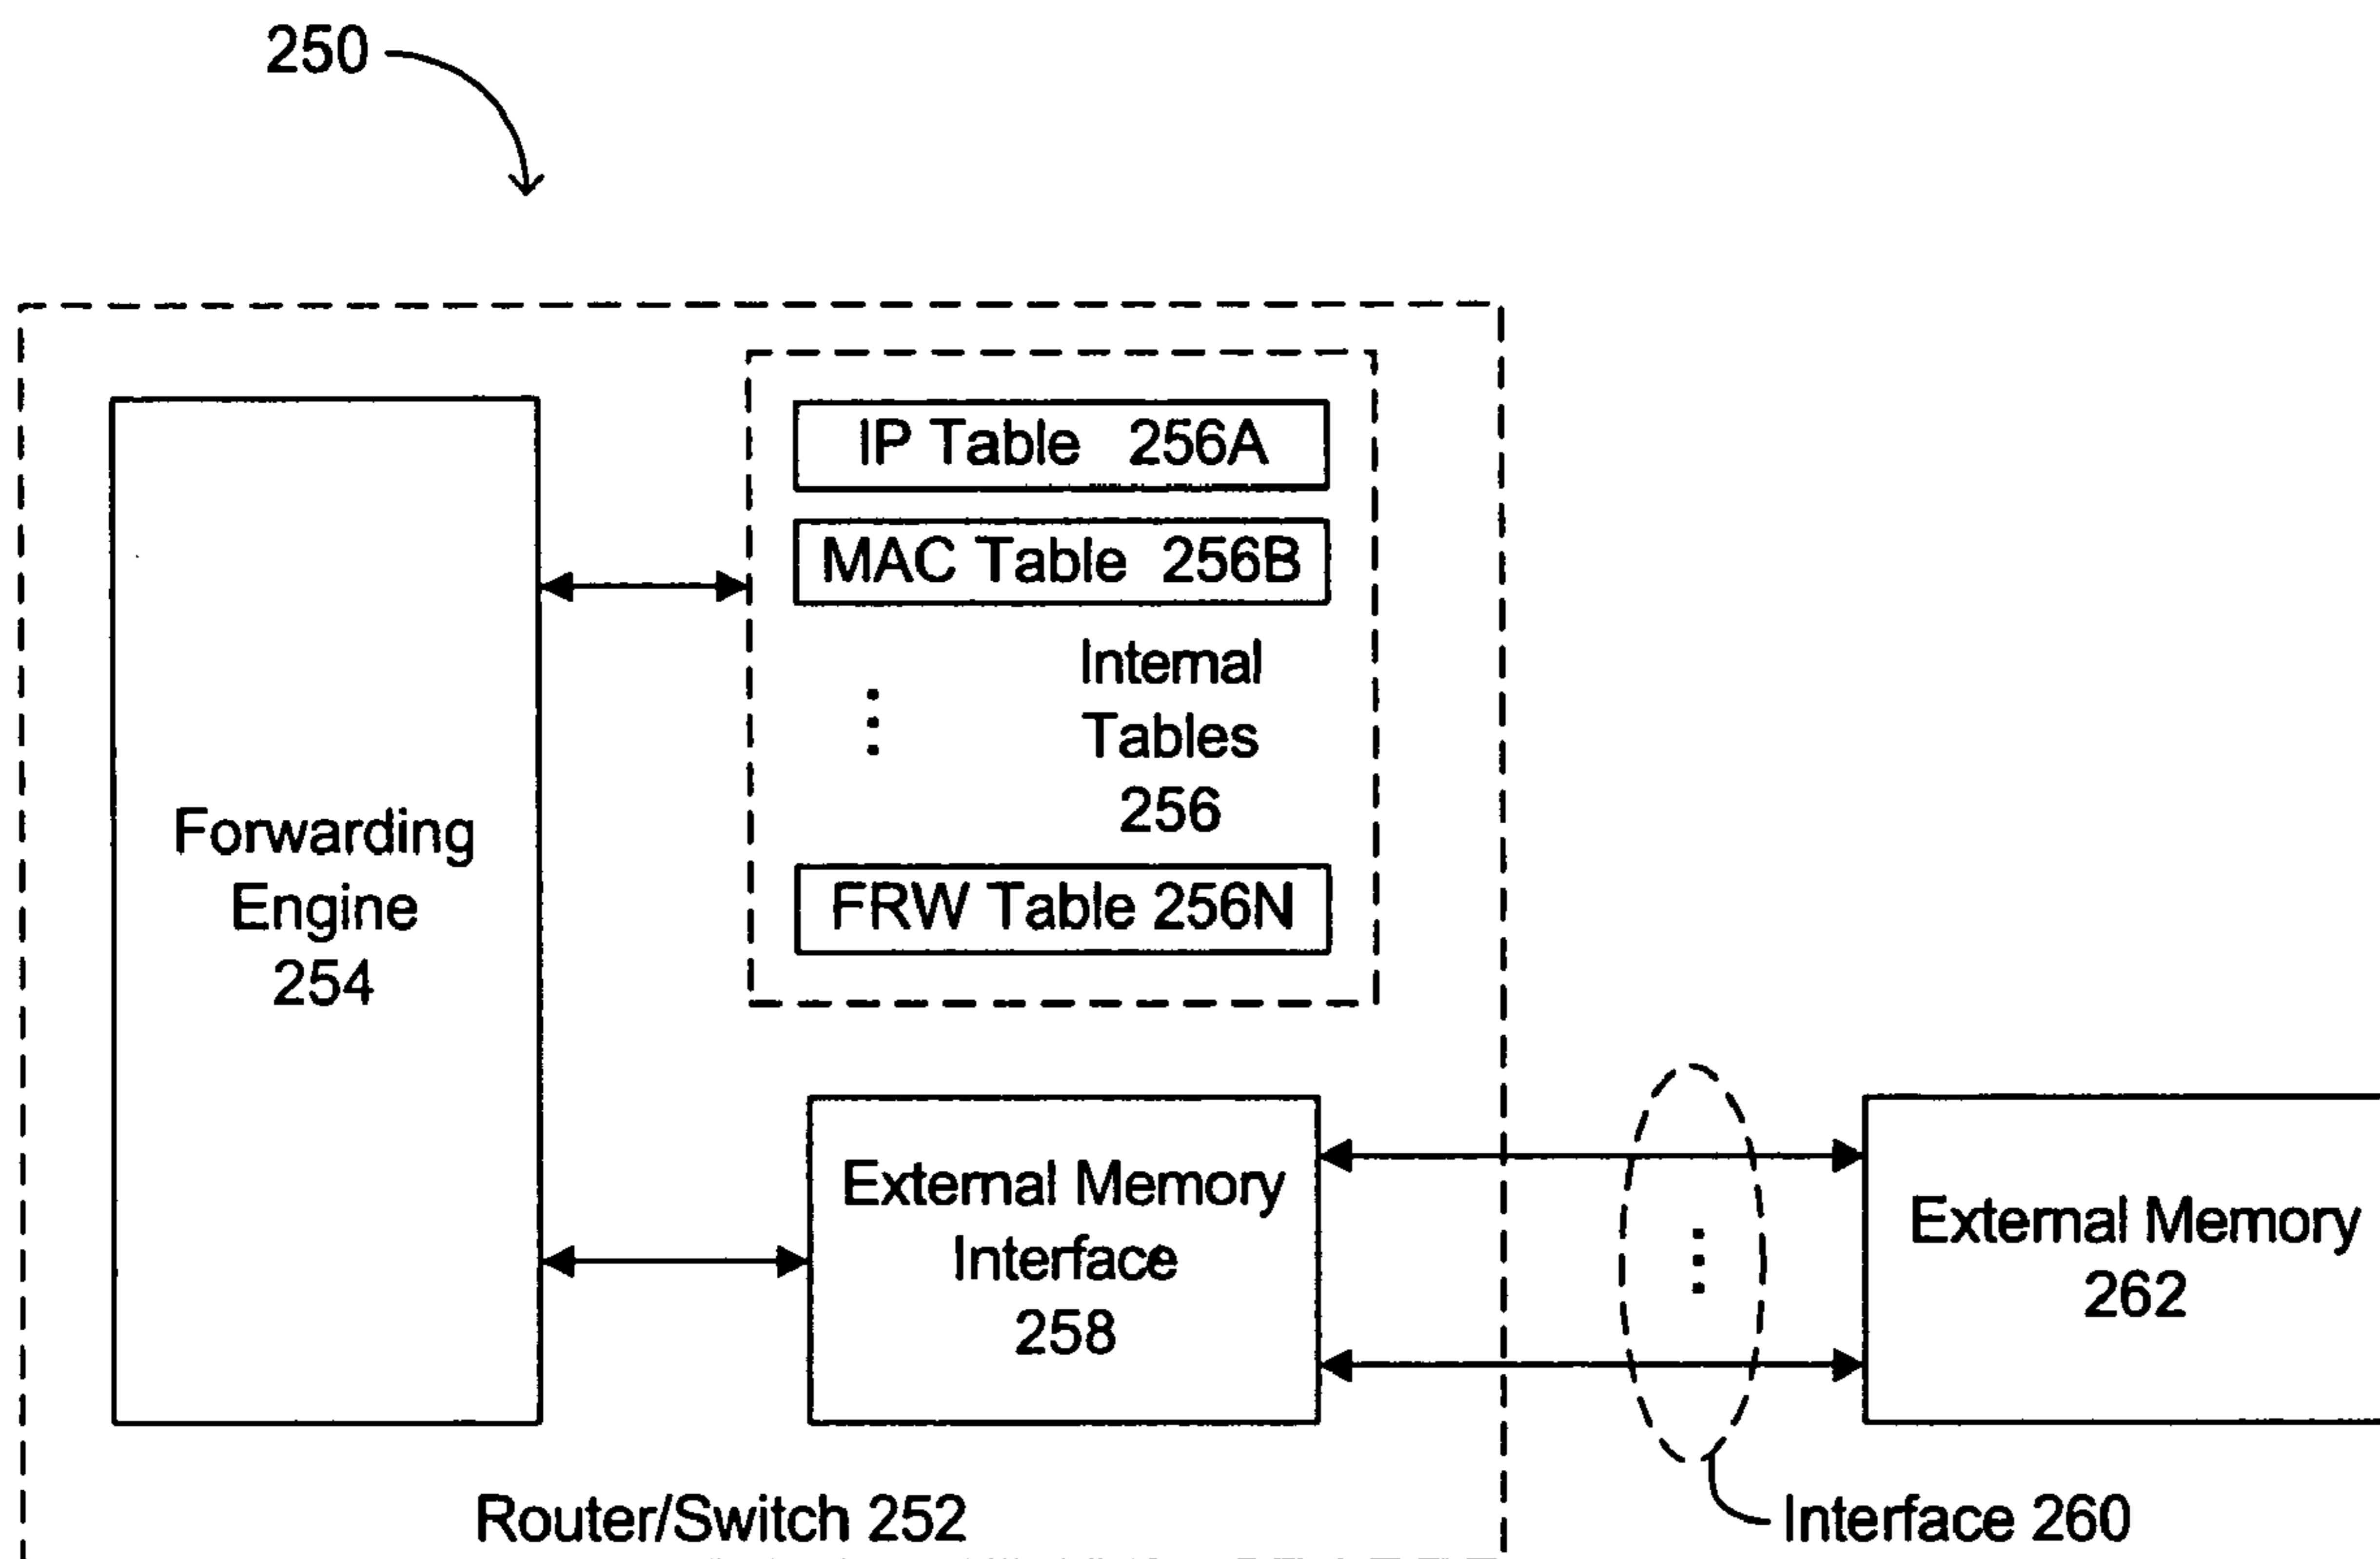 250
IP Table 256A
MAC Table 256B
Internal
Tables
256
FRW Table 256N
Forwarding
Engine
254
External Memory
Interface
258
External Memory
262
Router/Switch 252
Interface 260